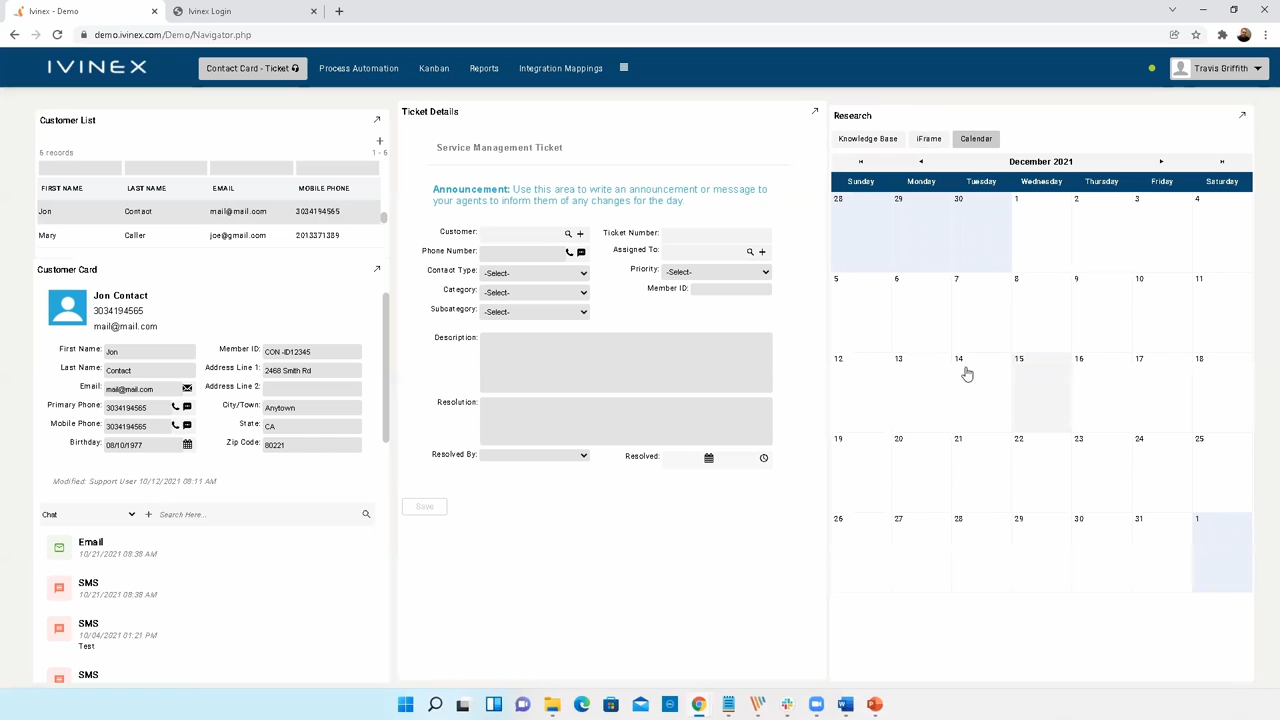 Ivinex - Demo
Ivinex Login
demo.ivinex.com/Demo/Navigator.php
IVINEX
Contact Card - Ticket
Process Automation
Kanban
Reports
Integration Mappings
Travis Griffith
Customer List
6 records
1 - 6
FIRST NAME LAST NAME EMAIL MOBILE PHONE
Jon Contact mail@mail.com 3034194565
Mary Caller joe@gmail.com 2013371389
Customer Card
Jon Contact
3034194565
mail@mail.com
First Name: Jon
Member ID: CON -ID12345
Last Name: Contact
Address Line 1: 2468 Smith Rd
Email: mail@mail.com
Address Line 2:
Primary Phone: 3034194565
City/Town: Anytown
Mobile Phone: 3034194565
State: CA
Birthday: 08/10/1977
Zip Code: 80221
Modified: Support User 10/12/2021 08:11 AM
Chat
Search Here...
Email
10/21/2021 08:38 AM
SMS
10/21/2021 08:38 AM
SMS
10/04/2021 01:21 PM
Test
SMS
Ticket Details
Service Management Ticket
Announcement: Use this area to write an announcement or message to
your agents to inform them of any changes for the day.
Customer:
Ticket Number:
Phone Number:
Assigned To:
Contact Type: -Select-
Priority: -Select-
Category: -Select-
Member ID:
Subcategory: -Select-
Description:
Resolution:
Resolved By:
Resolved:
Save
Research
Knowledge Base
iFrame
Calendar
December 2021
Sunday Monday Tuesday Wednesday Thursday Friday Saturday
28 29 30 1 2 3 4
5 6 7 8 9 10 11
12 13 14 15 16 17 18
19 20 21 22 23 24 25
26 27 28 29 30 31 1